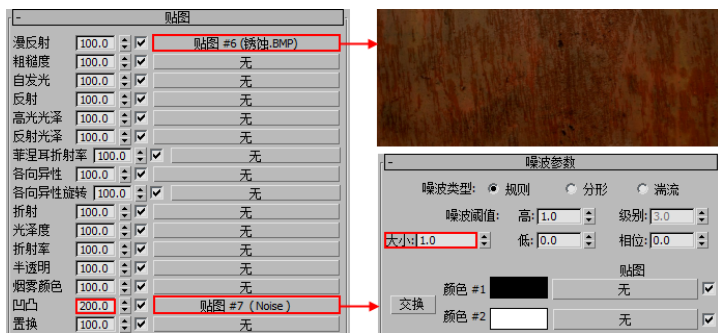 - 贴图
漫反射 100.0 贴图 #6 (锈蚀.BMP)
粗糙度 100.0 无
自发光 100.0 无
反射 100.0 无
高光光泽 100.0 无
反射光泽 100.0 无
菲涅耳折射率 100.0 无
各向异性 100.0 无
各向异性旋转 100.0 无
折射 100.0 无
光泽度 100.0 无
折射率 100.0 无
半透明 100.0 无
烟雾颜色 100.0 无
凹凸 200.0 贴图 #7 (Noise)
置换 100.0 无
- 噪波参数
噪波类型: 规则 分形 湍流
噪波阈值: 高: 1.0 级别: 3.0
大小: 1.0 低: 0.0 相位: 0.0
贴图
交换 颜色 #1 无
颜色 #2 无